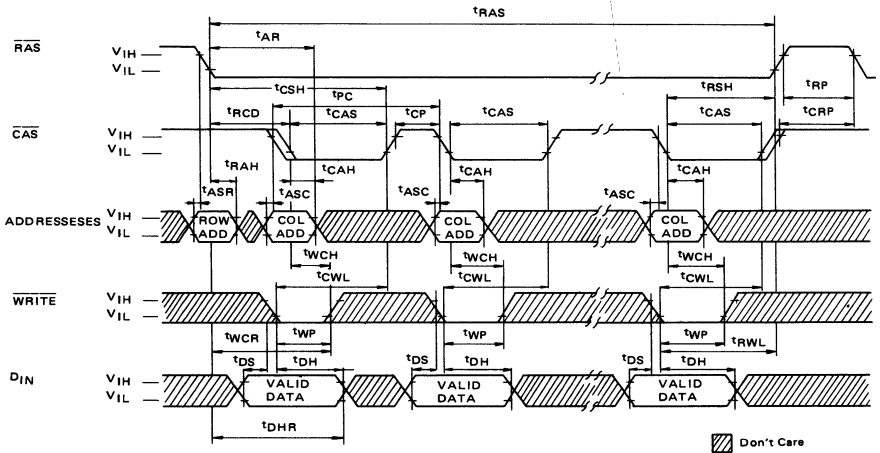 tRAS
RAS
VIH
VIL
tAR
tCSH
tPC
tRSH
tRP
tRCD
tCAS
tCP
tCAS
tCAS
tCRP
CAS
VIH
VIL
tRAH
tCAH
tCAH
tCAH
tASR
tASC
tASC
tASC
ADDRESSESES
VIH
VIL
ROW ADD
COL ADD
COL ADD
COL ADD
tWCH
tWCH
tWCH
tCWL
tCWL
tCWL
WRITE
VIH
VIL
tWCR
tWP
tWP
tWP
tRWL
tDS
tDH
tDS
tDH
tDS
tDH
DIN
VIH
VIL
VALID DATA
VALID DATA
VALID DATA
tDHR
Don't Care